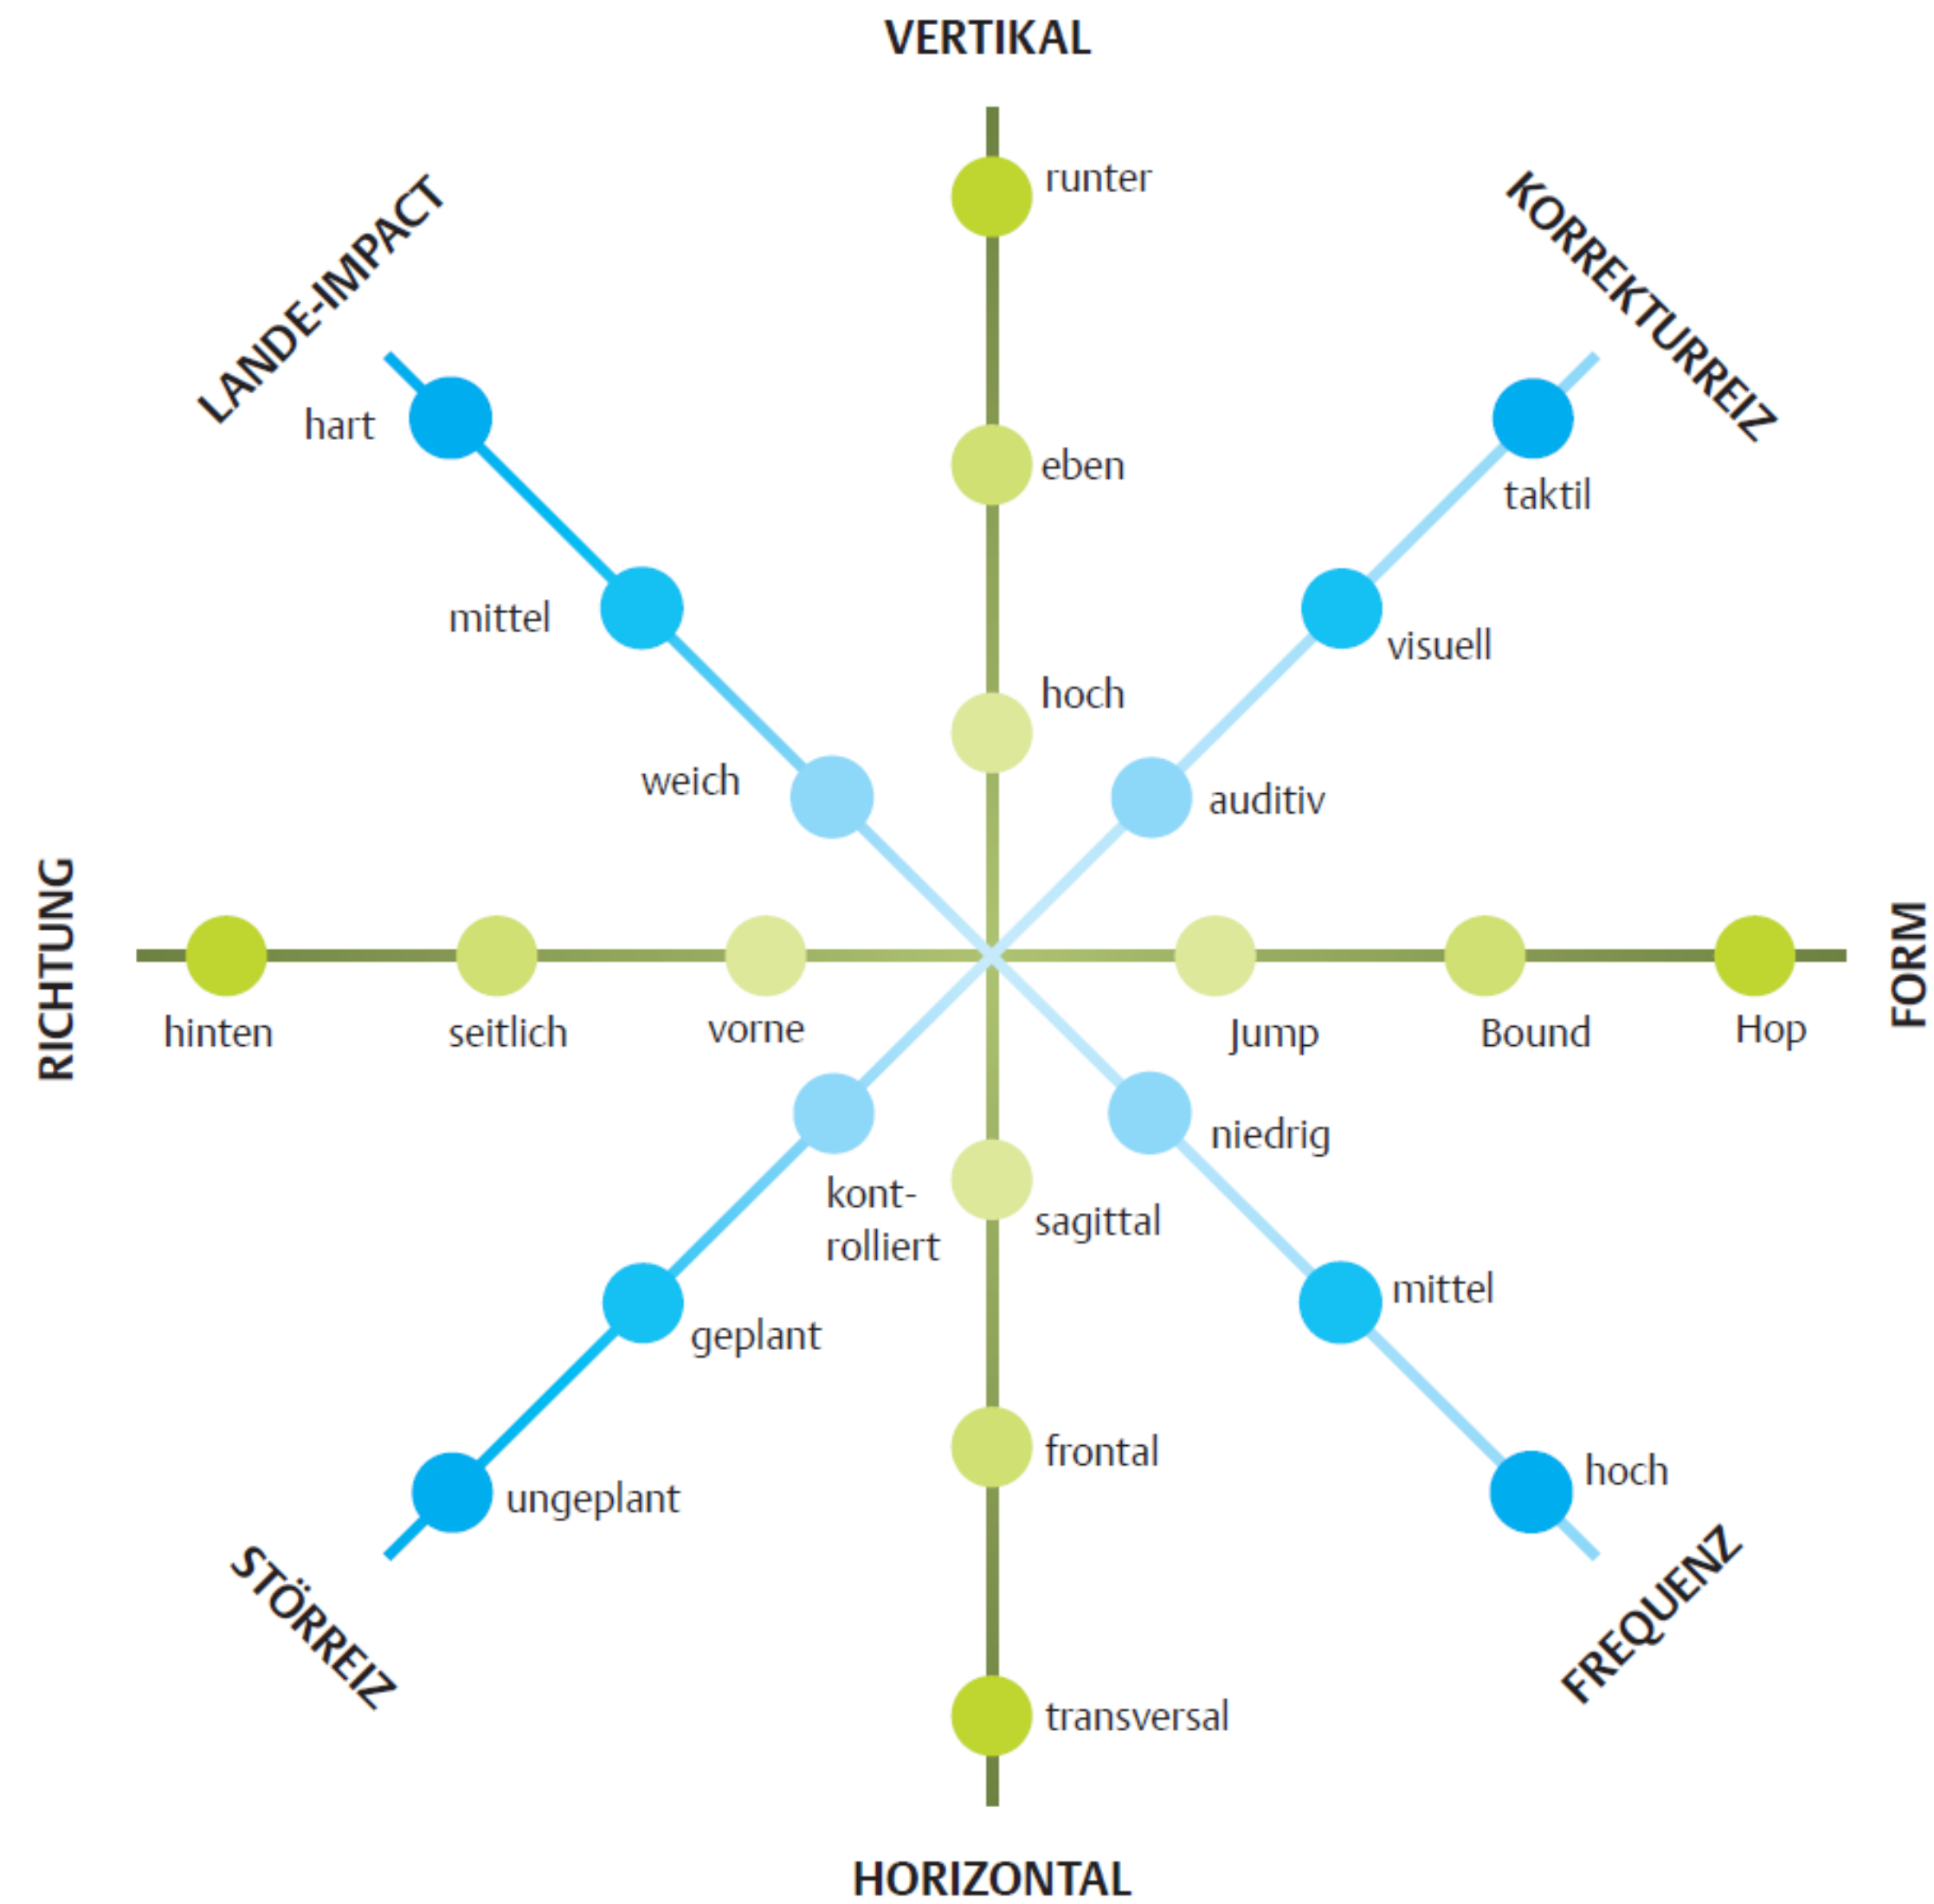 VERTIKAL
runter
KORREKTURREIZ
LANDE-IMPACT
hart
eben
taktil
mittel
visuell
hoch
weich
auditiv
RICHTUNG
FORM
hinten
seitlich
vorne
Jump
Bound
Hop
niedrig
kont-
rolliert
sagittal
mittel
geplant
frontal
hoch
ungeplant
STÖRREIZ
FREQUENZ
transversal
HORIZONTAL